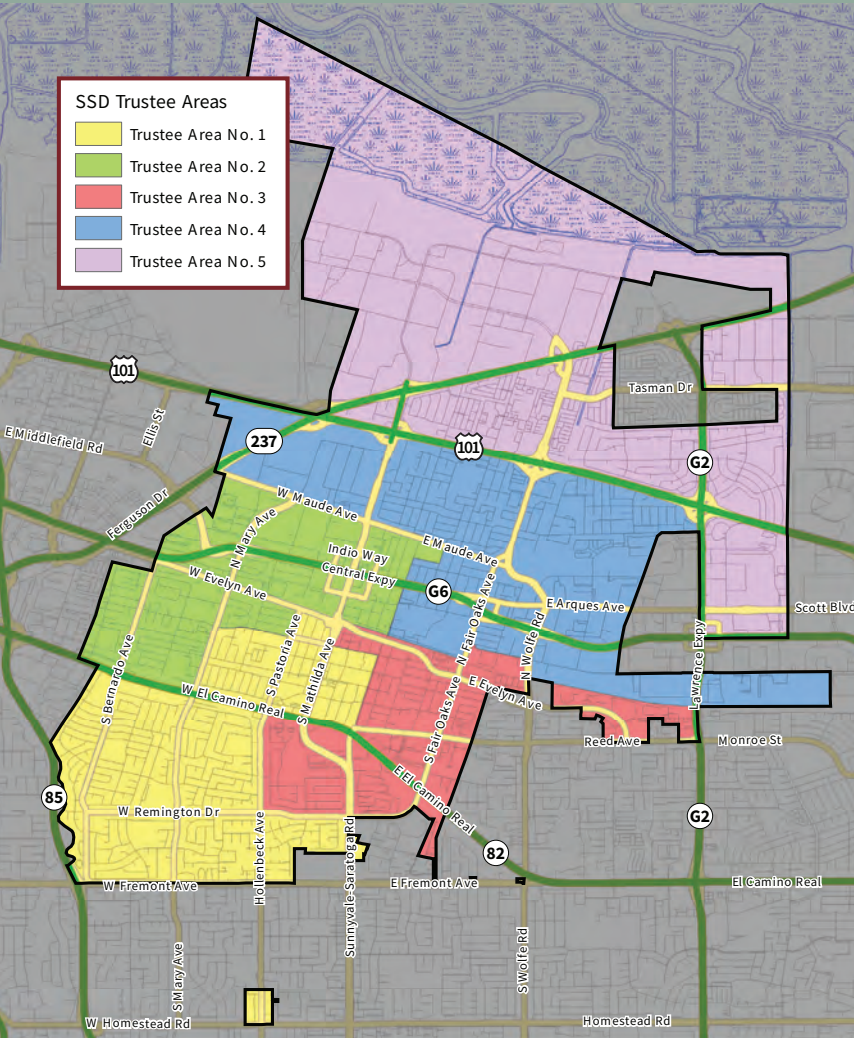 SSD Trustee Areas
Trustee Area No. 1
Trustee Area No. 2
Trustee Area No. 3
Trustee Area No. 4
Trustee Area No. 5
101
Ellis St
E Middlefield Rd
237
101
Tasman Dr
G2
Ferguson Dr
W Maude Ave
N Mary Ave
E Maude Ave
Indio Way
Central Expy
W Evelyn Ave
G6
E Arques Ave
Scott Blvd
N Fair Oaks Ave
N Wolfe Rd
Lawrence Expy
S Bernardo Ave
S Pastoria Ave
S Mathilda Ave
W El Camino Real
E Evelyn Ave
S Fair Oaks Ave
Reed Ave
Monroe St
E El Camino Real
85
W Remington Dr
G2
Hollenbeck Ave
Sunnyvale-Saratoga Rd
82
W Fremont Ave
E Fremont Ave
El Camino Real
S Mary Ave
S Wolfe Rd
W Homestead Rd
Homestead Rd